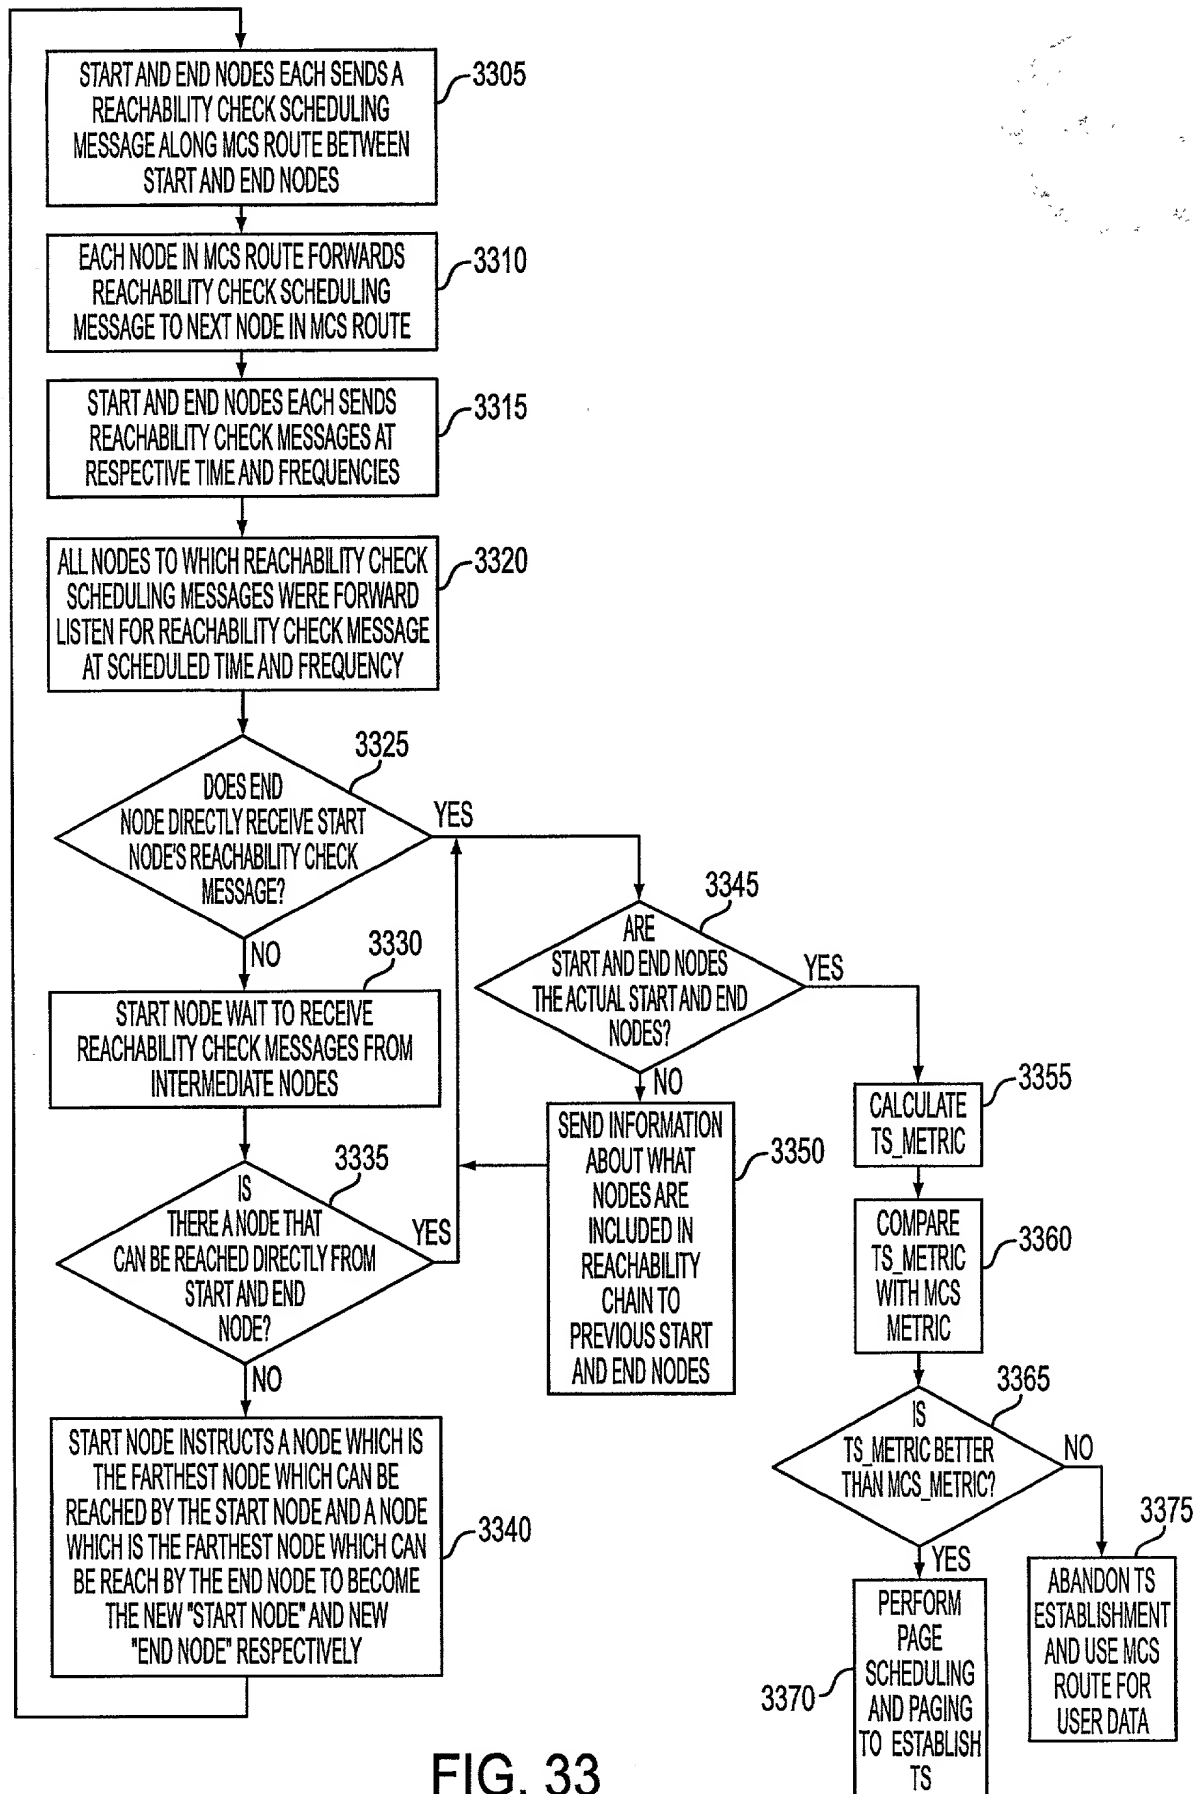 START AND END NODES EACH SENDS A
REACHABILITY CHECK SCHEDULING
MESSAGE ALONG MCS ROUTE BETWEEN
START AND END NODES
3305
EACH NODE IN MCS ROUTE FORWARDS
REACHABILITY CHECK SCHEDULING
MESSAGE TO NEXT NODE IN MCS ROUTE
3310
START AND END NODES EACH SENDS
REACHABILITY CHECK MESSAGES AT
RESPECTIVE TIME AND FREQUENCIES
3315
ALL NODES TO WHICH REACHABILITY CHECK
SCHEDULING MESSAGES WERE FORWARD
LISTEN FOR REACHABILITY CHECK MESSAGE
AT SCHEDULED TIME AND FREQUENCY
3320
DOES END
NODE DIRECTLY RECEIVE START
NODE'S REACHABILITY CHECK
MESSAGE?
3325
YES
NO
START NODE WAIT TO RECEIVE
REACHABILITY CHECK MESSAGES FROM
INTERMEDIATE NODES
3330
IS
THERE A NODE THAT
CAN BE REACHED DIRECTLY FROM
START AND END
NODE?
3335
YES
NO
START NODE INSTRUCTS A NODE WHICH IS
THE FARTHEST NODE WHICH CAN BE
REACHED BY THE START NODE AND A NODE
WHICH IS THE FARTHEST NODE WHICH CAN
BE REACH BY THE END NODE TO BECOME
THE NEW "START NODE" AND NEW
"END NODE" RESPECTIVELY
3340
ARE
START AND END NODES
THE ACTUAL START AND END
NODES?
3345
YES
NO
SEND INFORMATION
ABOUT WHAT
NODES ARE
INCLUDED IN
REACHABILITY
CHAIN TO
PREVIOUS START
AND END NODES
3350
CALCULATE
TS_METRIC
3355
COMPARE
TS_METRIC
WITH MCS
METRIC
3360
IS
TS_METRIC BETTER
THAN MCS_METRIC?
3365
NO
YES
PERFORM
PAGE
SCHEDULING
AND PAGING
TO ESTABLISH
TS
3370
ABANDON TS
ESTABLISHMENT
AND USE MCS
ROUTE FOR
USER DATA
3375
FIG. 33